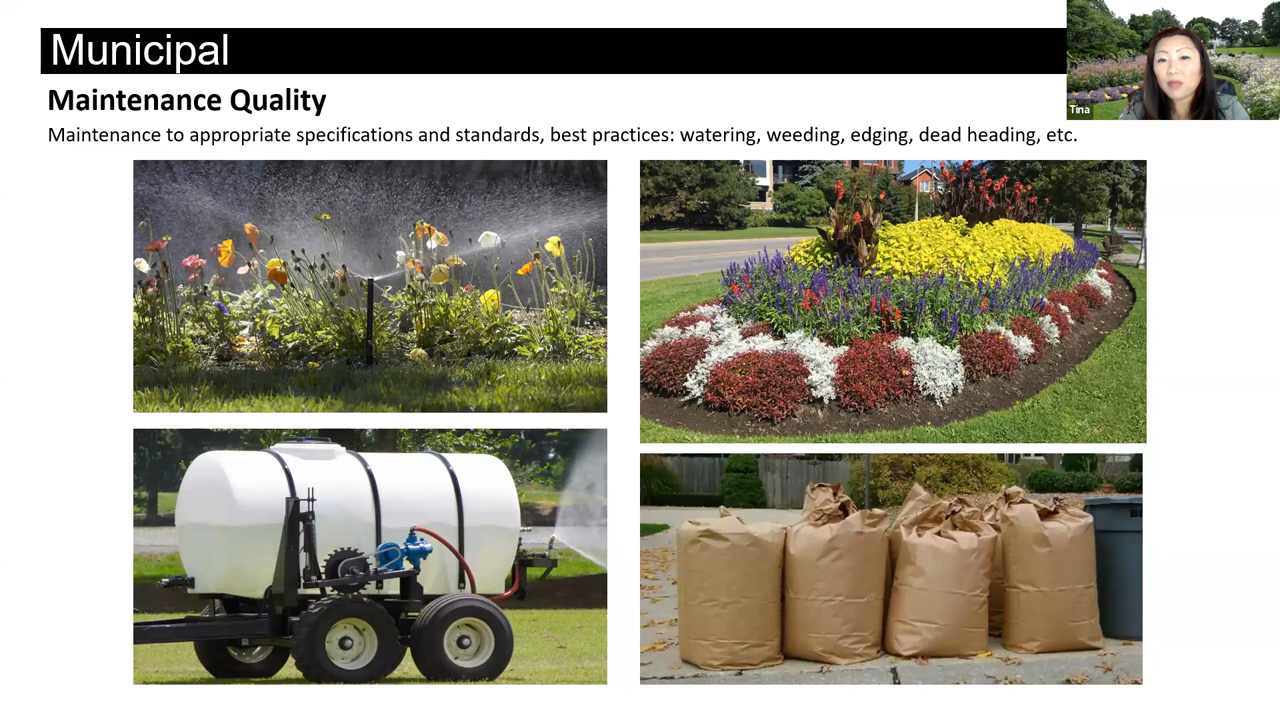 Municipal
Maintenance Quality
Maintenance to appropriate specifications and standards, best practices: watering, weeding, edging, dead heading, etc.
Tina